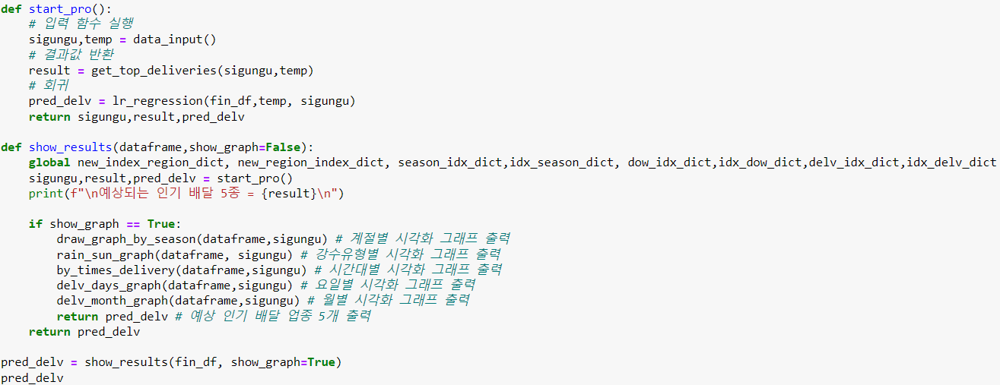 def start_pro():
    # 입력 함수 실행
    sigungu,temp = data_input()
    # 결과값 반환
    result = get_top_deliveries(sigungu,temp)
    # 회귀
    pred_delv = lr_regression(fin_df,temp, sigungu)
    return sigungu,result,pred_delv

def show_results(dataframe,show_graph=False):
    global new_index_region_dict, new_region_index_dict, season_idx_dict,idx_season_dict, dow_idx_dict,idx_dow_dict,delv_idx_dict,idx_delv_dict
    sigungu,result,pred_delv = start_pro()
    print(f"\n예상되는 인기 배달 5종 = {result}\n")

    if show_graph == True:
        draw_graph_by_season(dataframe,sigungu) # 계절별 시각화 그래프 출력
        rain_sun_graph(dataframe, sigungu) # 강수유형별 시각화 그래프 출력
        by_times_delivery(dataframe,sigungu) # 시간대별 시각화 그래프 출력
        delv_days_graph(dataframe,sigungu) # 요일별 시각화 그래프 출력
        delv_month_graph(dataframe,sigungu) # 월별 시각화 그래프 출력
        return pred_delv # 예상 인기 배달 업종 5개 출력
    return pred_delv

pred_delv = show_results(fin_df, show_graph=True)
pred_delv